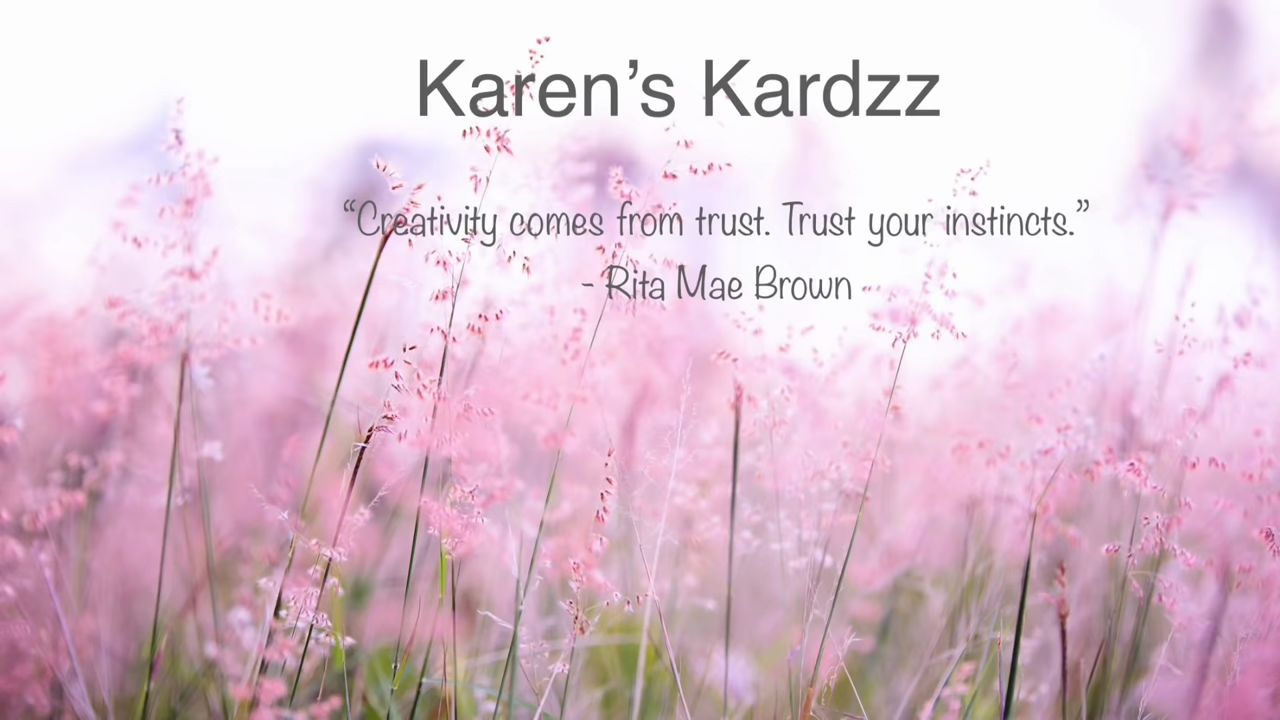 Karen’s Kardzz
“Creativity comes from trust. Trust your instincts.”
- Rita Mae Brown